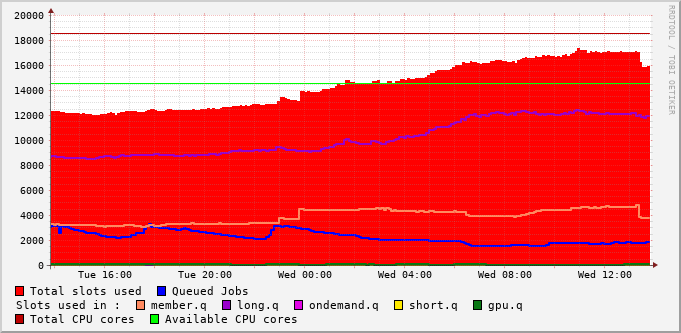 RRDTOOL / TOBI OETIKER
20000
18000
16000
14000
12000
10000
8000
6000
4000
2000
0
Tue 16:00 Tue 20:00 Wed 00:00 Wed 04:00 Wed 08:00 Wed 12:00
Total slots used Queued Jobs
Slots used in : member.q long.q ondemand.q short.q gpu.q
Total CPU cores Available CPU cores